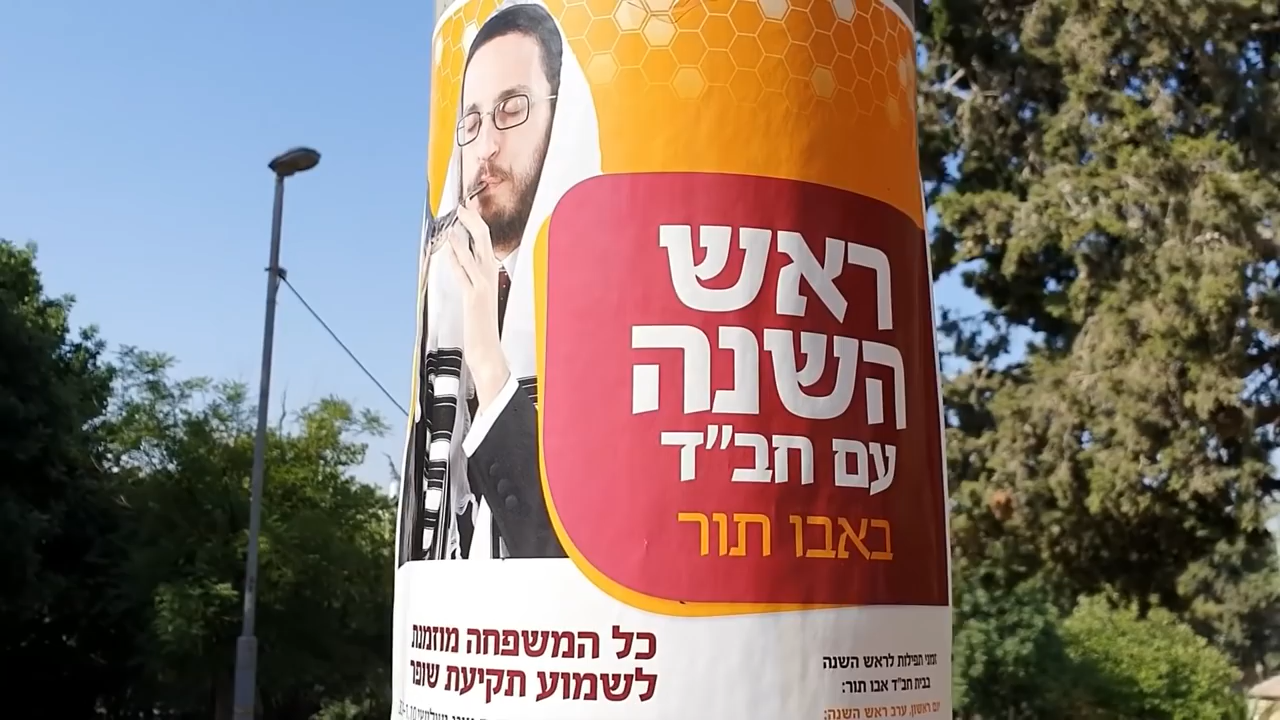 ראש
השנה
עם חב"ד
באבו תור
כל המשפחה מוזמנת
לשמוע תקיעת שופר
זמני תפילות לראש השנה
בבית חב"ד אבו תור:
יום ראשון, ערב ראש השנה: